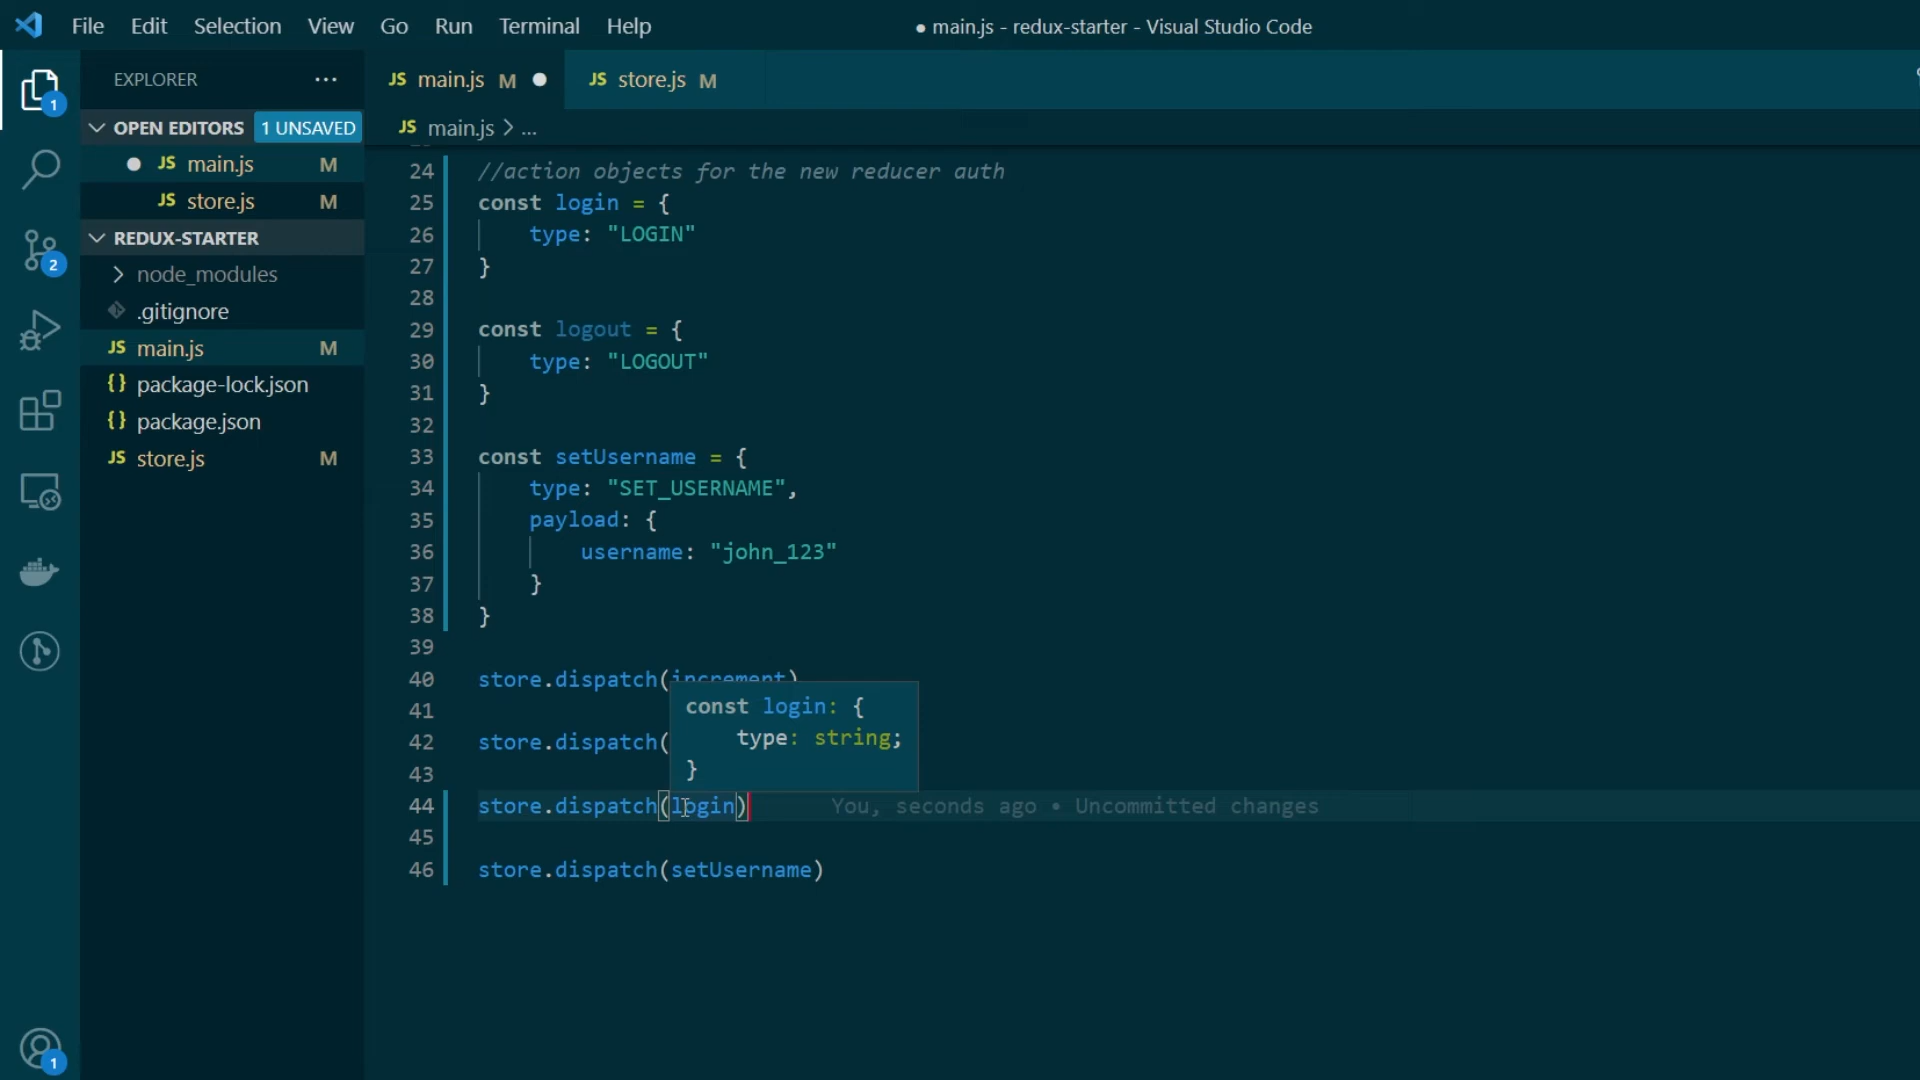 File Edit Selection View Go Run Terminal Help
● main.js - redux-starter - Visual Studio Code
EXPLORER ...
JS main.js M ●
JS store.js M
OPEN EDITORS 1 UNSAVED
JS main.js > ...
● JS main.js M
JS store.js M
REDUX-STARTER
node_modules
.gitignore
JS main.js M
{} package-lock.json
{} package.json
JS store.js M
1
2
1
24 //action objects for the new reducer auth
25 const login = {
26 type: "LOGIN"
27 }
28
29 const logout = {
30 type: "LOGOUT"
31 }
32
33 const setUsername = {
34 type: "SET_USERNAME",
35 payload: {
36 username: "john_123"
37 }
38 }
39
40 store.dispatch(increment)
41
const login: {
type: string;
}
42 store.dispatch(
43
44 store.dispatch(login) You, seconds ago • Uncommitted changes
45
46 store.dispatch(setUsername)